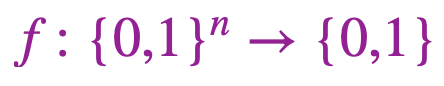 f : {0,1}ⁿ → {0,1}